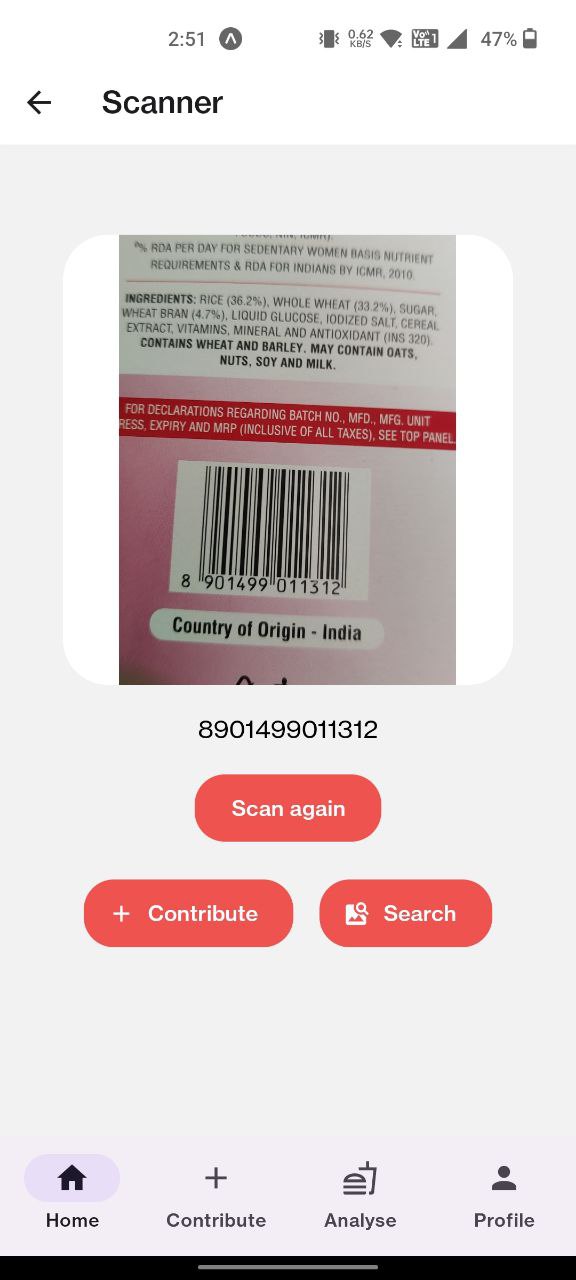 2:51
0.62
KB/S
Vo
LTE 1
47%
Scanner
% RDA PER DAY FOR SEDENTARY WOMEN BASIS NUTRIENT
REQUIREMENTS & RDA FOR INDIANS BY ICMR, 2010.
INGREDIENTS: RICE (36.2%), WHOLE WHEAT (33.2%), SUGAR,
WHEAT BRAN (4.7%), LIQUID GLUCOSE, IODIZED SALT, CEREAL
EXTRACT, VITAMINS, MINERAL AND ANTIOXIDANT (INS 320).
CONTAINS WHEAT AND BARLEY. MAY CONTAIN OATS,
NUTS, SOY AND MILK.
FOR DECLARATIONS REGARDING BATCH NO., MFD., MFG. UNIT
RESS, EXPIRY AND MRP (INCLUSIVE OF ALL TAXES), SEE TOP PANEL.
8 901499 011312
Country of Origin - India
8901499011312
Scan again
+ Contribute
Search
Home
Contribute
Analyse
Profile